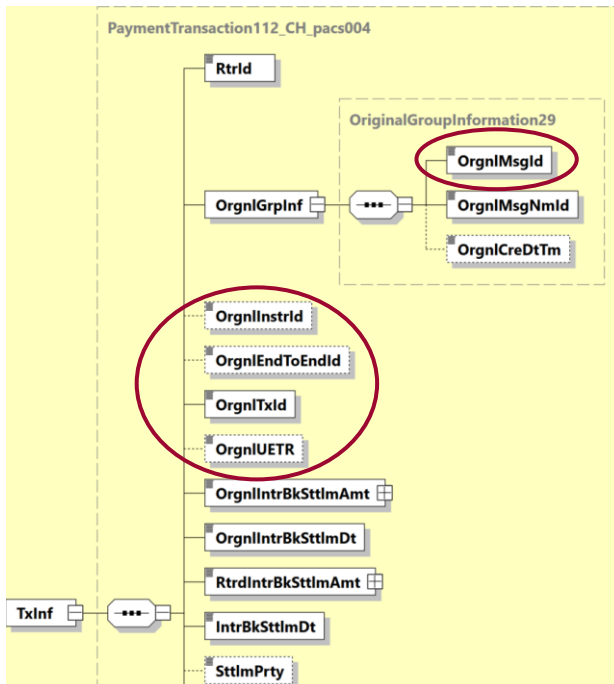 PaymentTransaction112_CH_pacs004
RtrId
OriginalGroupInformation29
OrgnlMsgId
OrgnlGrpInf
OrgnlMsgNmId
OrgnlCreDtTm
OrgnlInstrId
OrgnlEndToEndId
OrgnlTxId
OrgnlUETR
OrgnlIntrBkSttlmAmt
OrgnlIntrBkSttlmDt
RtrdIntrBkSttlmAmt
TxInf
IntrBkSttlmDt
SttlmPrty